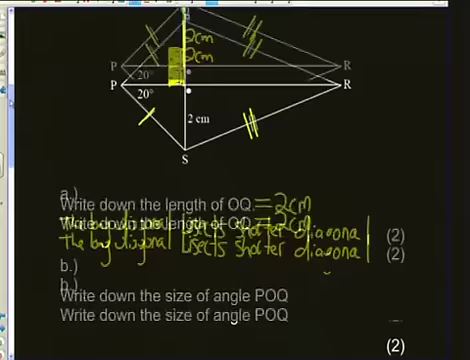 2cm
2cm
P
R
20°
P
R
20°
2 cm
S
a.)
Write down the length of OQ. = 2cm
Write down the length of OQ = 2cm
the long diagonal bisects shorter diagonal (2)
the long diagonal bisects shorter diagonal (2)
b.)
b.)
Write down the size of angle POQ
Write down the size of angle POQ
(2)